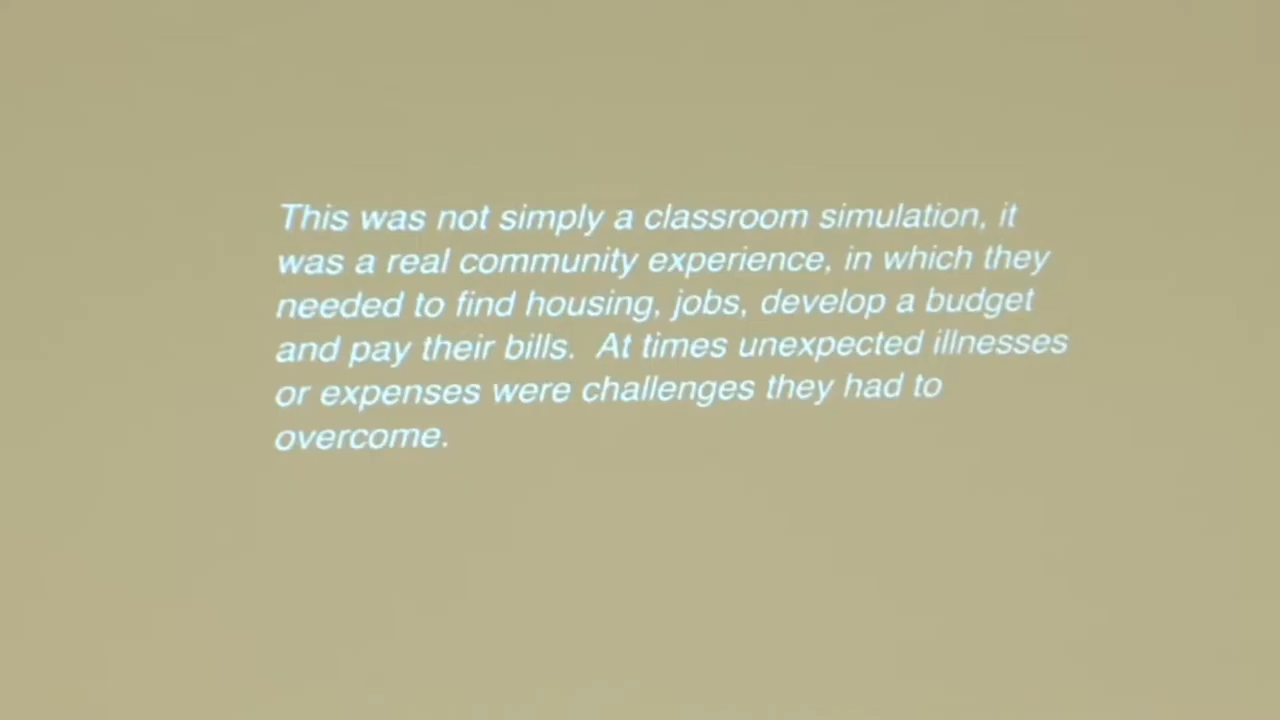 This was not simply a classroom simulation, it
was a real community experience, in which they
needed to find housing, jobs, develop a budget
and pay their bills.  At times unexpected illnesses
or expenses were challenges they had to
overcome.